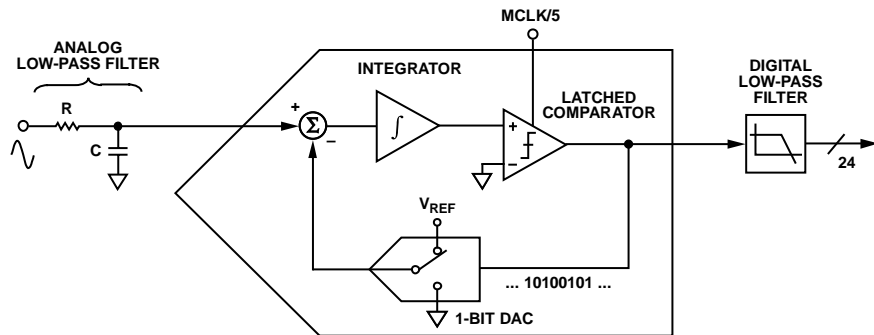 MCLK/5
ANALOG
LOW-PASS FILTER
R
C
INTEGRATOR
+
Σ
−
∫
LATCHED
COMPARATOR
+
−
DIGITAL
LOW-PASS
FILTER
24
VREF
... 10100101 ...
1-BIT DAC